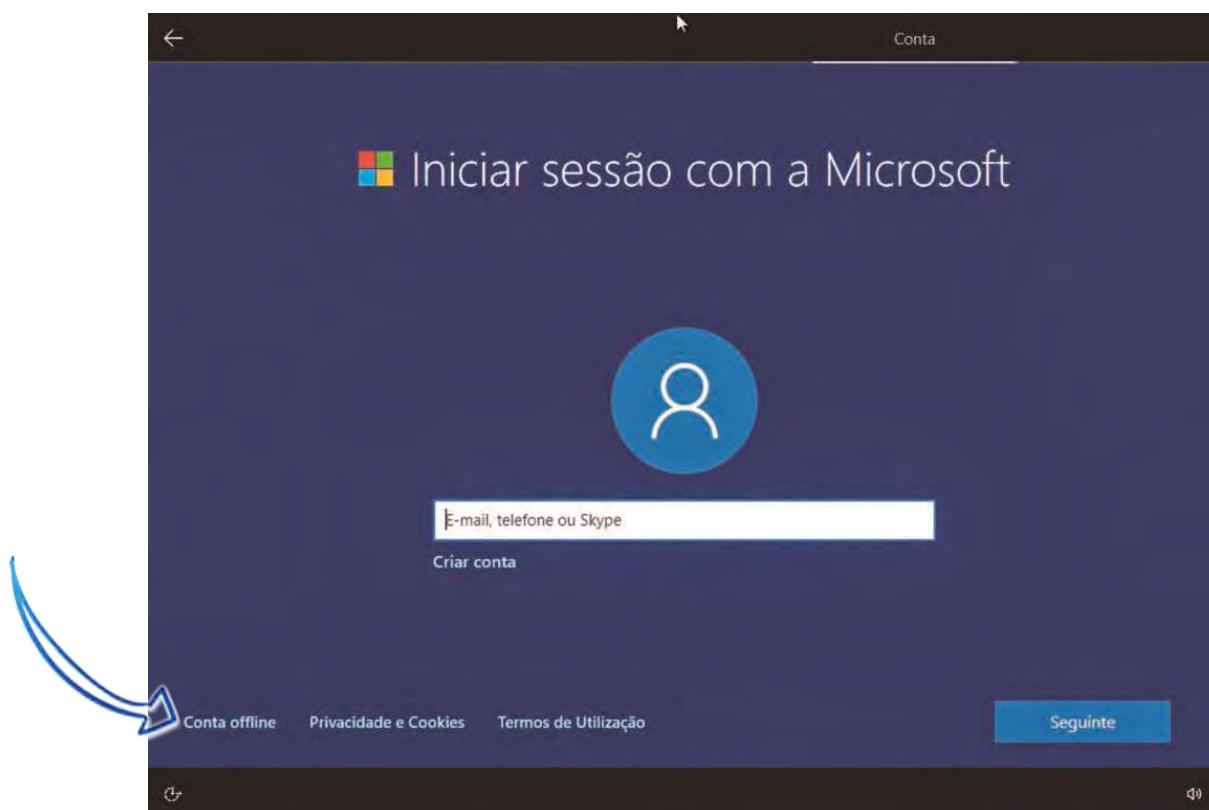 Conta
Iniciar sessão com a Microsoft
E-mail, telefone ou Skype
Criar conta
Conta offline Privacidade e Cookies Termos de Utilização Seguinte